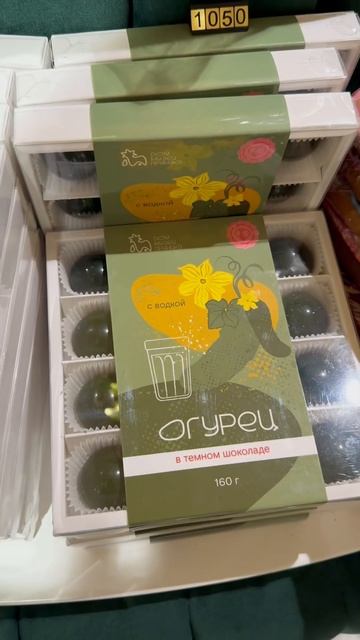 1050
с водкой
с водкой
огурец
в темном шоколаде
160 г